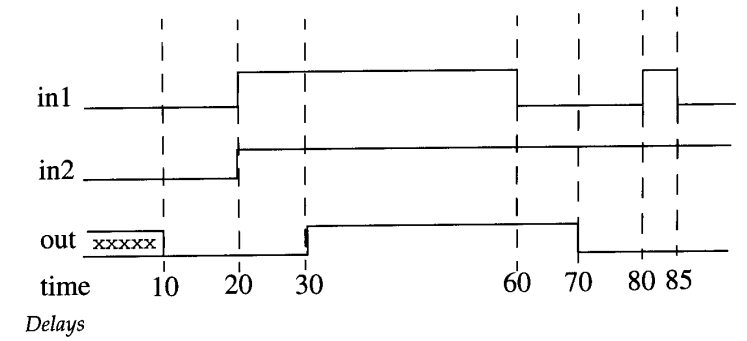 in1
in2
out xxxxx
time 10 20 30 60 70 80 85
Delays